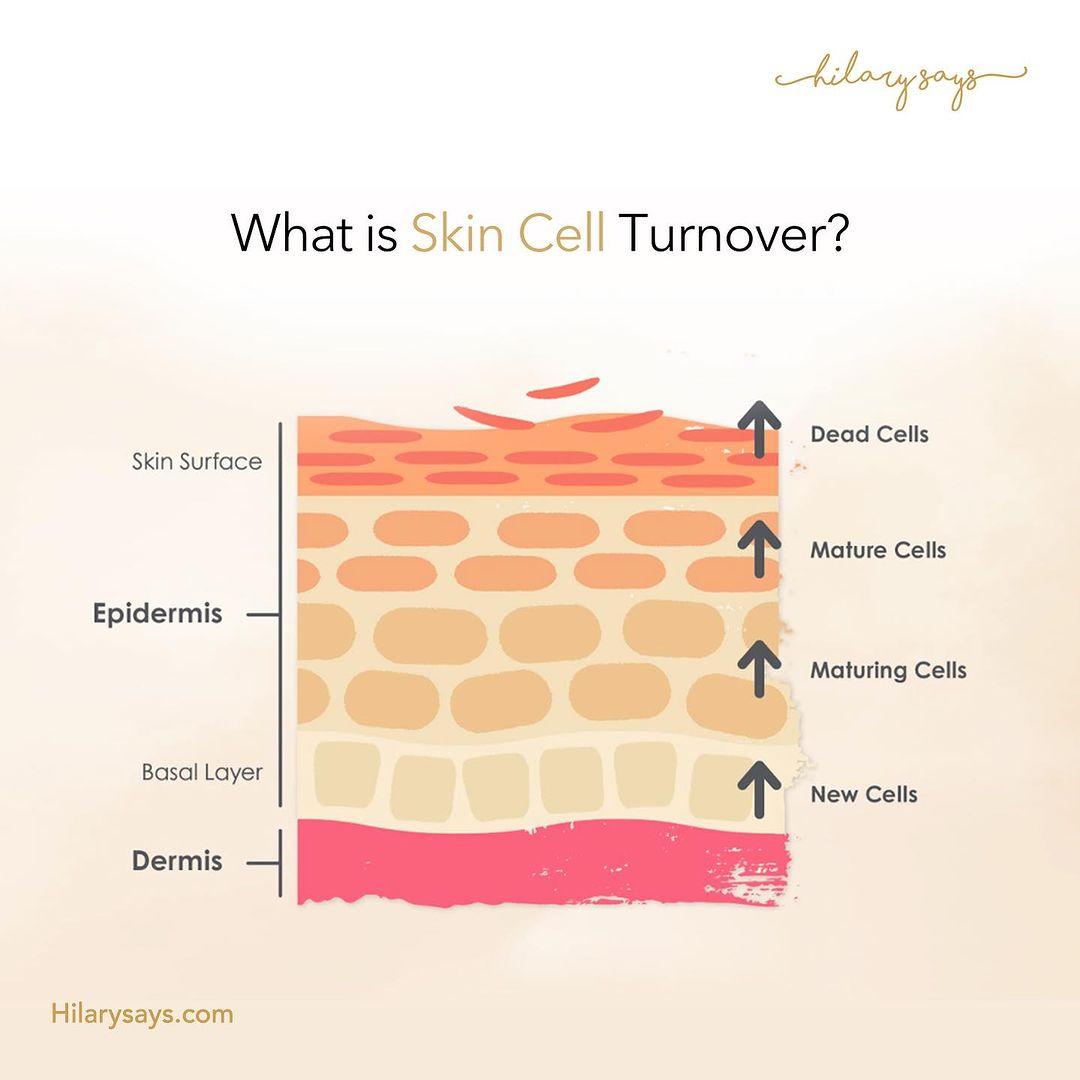 hilarysays
What is Skin Cell Turnover?
Skin Surface
Epidermis
Basal Layer
Dermis
Dead Cells
Mature Cells
Maturing Cells
New Cells
Hilarysays.com